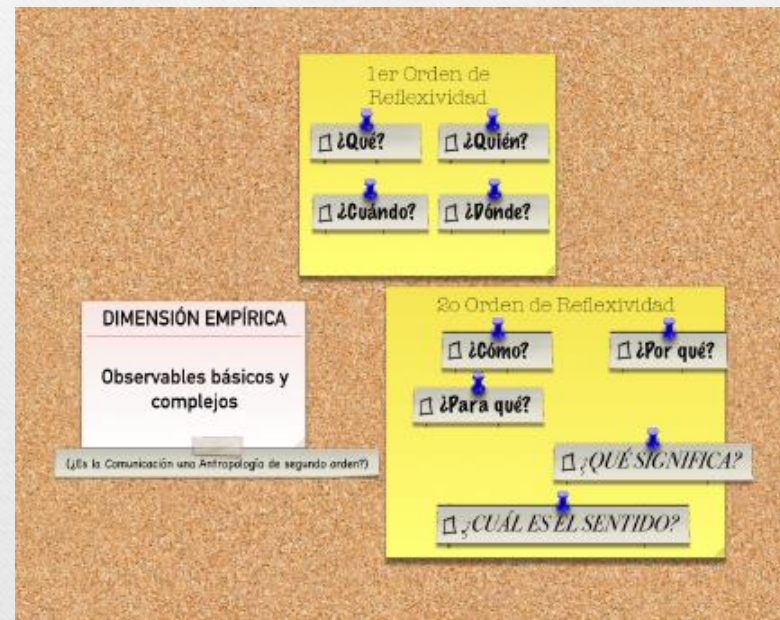 1er Orden de
Reflexividad
¿Qué?
¿Quién?
¿Cuándo?
¿Dónde?
DIMENSIÓN EMPÍRICA
Observables básicos y
complejos
(¿Es la Comunicación una Antropología de segundo orden?)
2o Orden de Reflexividad
¿Cómo?
¿Por qué?
¿Para qué?
¿QUÉ SIGNIFICA?
¿CUÁL ES EL SENTIDO?